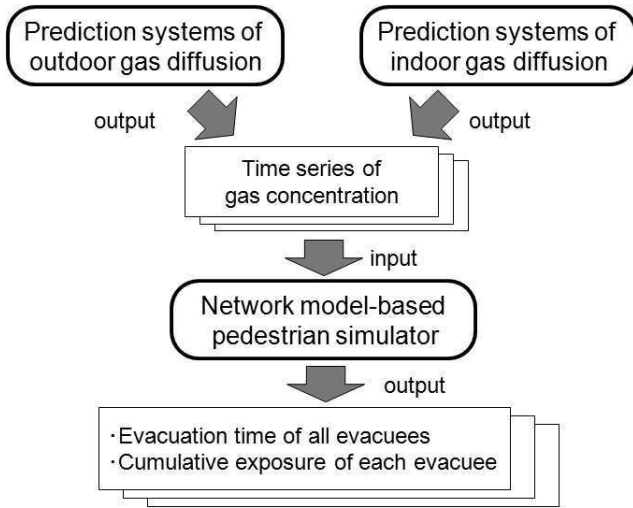 Prediction systems of
outdoor gas diffusion
Prediction systems of
indoor gas diffusion
output
output
Time series of
gas concentration
input
Network model-based
pedestrian simulator
output
・Evacuation time of all evacuees
・Cumulative exposure of each evacuee